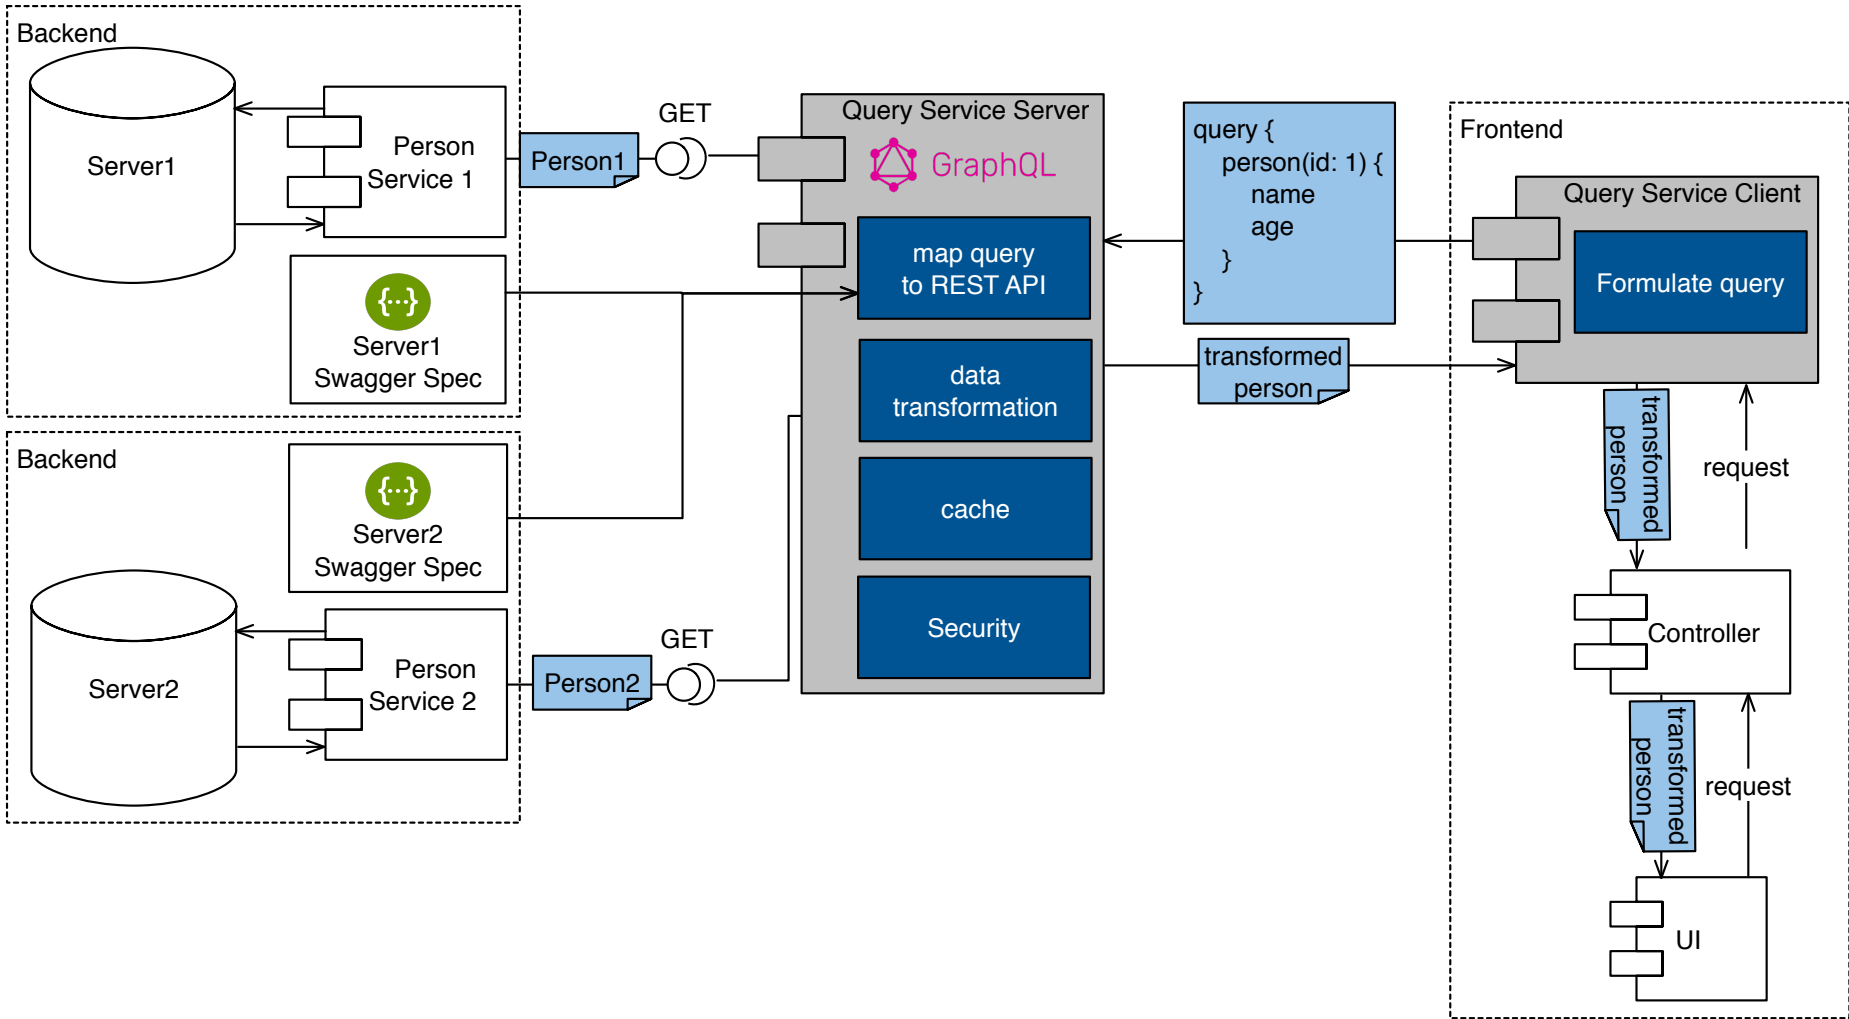 Backend
Server1
Person
Service 1
Person1
GET
{···}
Server1
Swagger Spec
Backend
{···}
Server2
Swagger Spec
Server2
Person
Service 2
Person2
GET
Query Service Server
GraphQL
map query
to REST API
data
transformation
cache
Security
query {
person(id: 1) {
name
age
}
}
transformed
person
Frontend
Query Service Client
Formulate query
transformed
person
request
Controller
transformed
person
request
UI